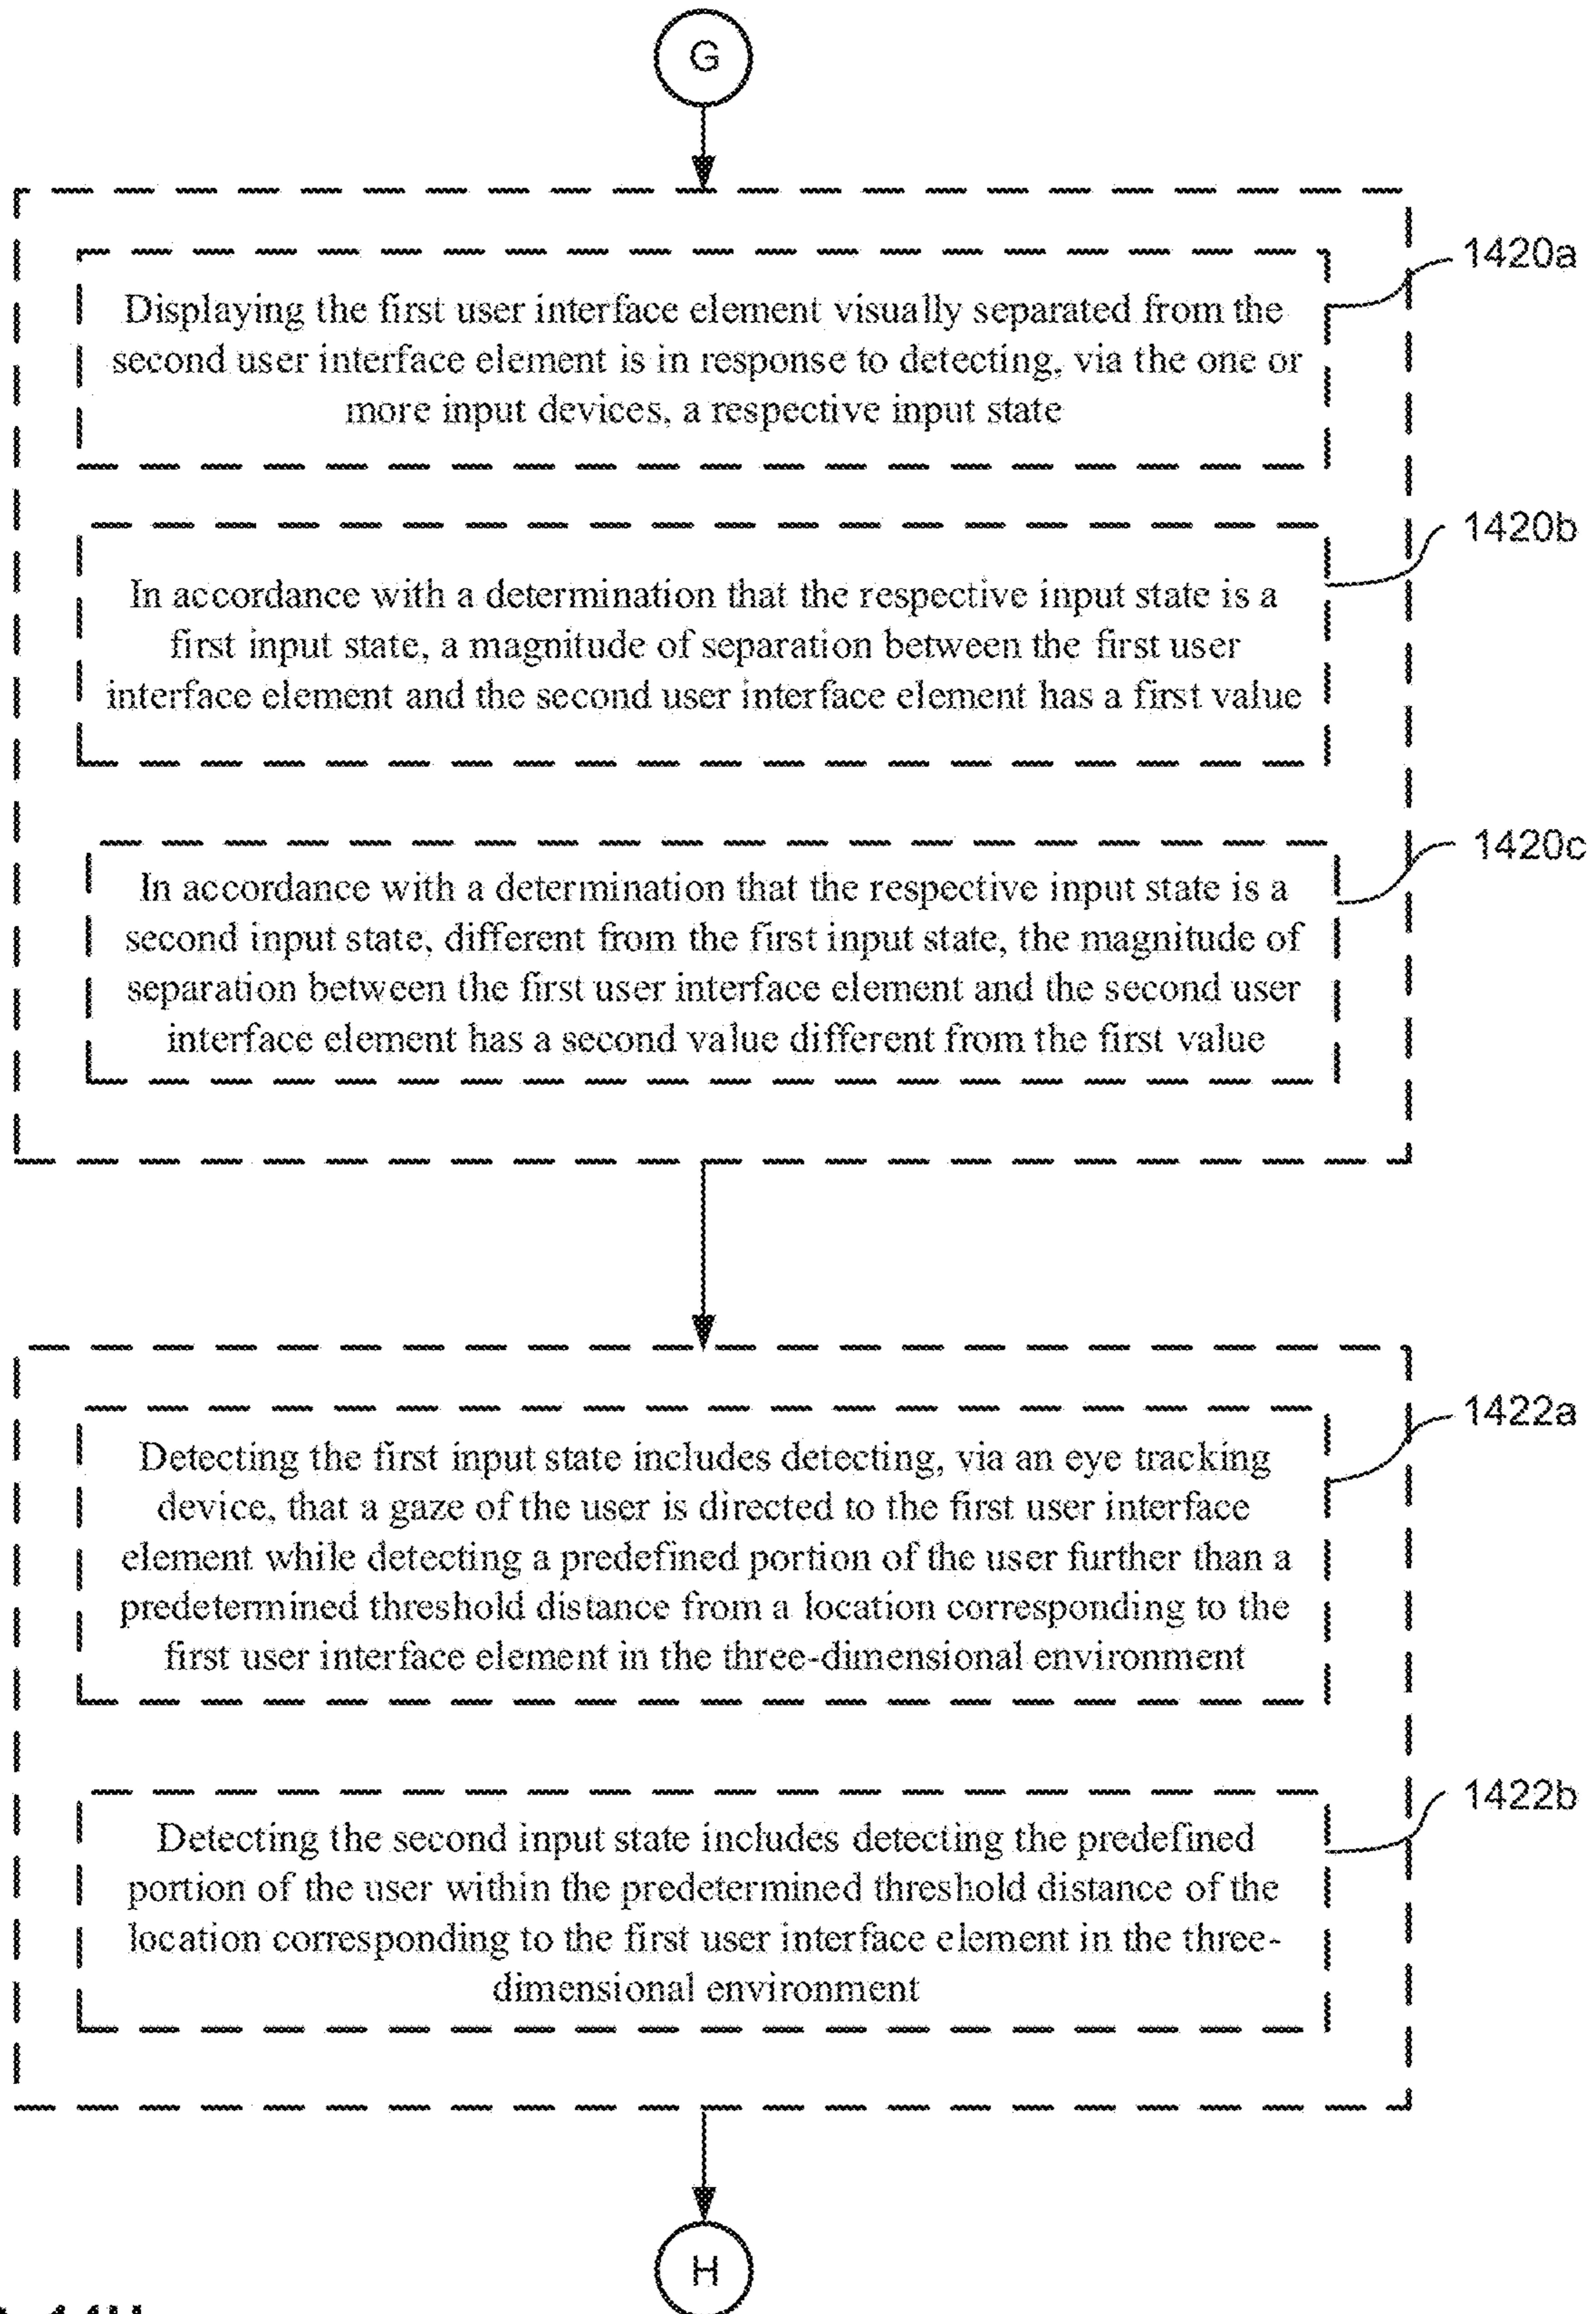 G
1420a
Displaying the first user interface element visually separated from the
second user interface element is in response to detecting, via the one or
more input devices, a respective input state
1420b
In accordance with a determination that the respective input state is a
first input state, a magnitude of separation between the first user
interface element and the second user interface element has a first value
1420c
In accordance with a determination that the respective input state is a
second input state, different from the first input state, the magnitude of
separation between the first user interface element and the second user
interface element has a second value different from the first value
1422a
Detecting the first input state includes detecting, via an eye tracking
device, that a gaze of the user is directed to the first user interface
element while detecting a predefined portion of the user further than a
predetermined threshold distance from a location corresponding to the
first user interface element in the three-dimensional environment
1422b
Detecting the second input state includes detecting the predefined
portion of the user within the predetermined threshold distance of the
location corresponding to the first user interface element in the three-
dimensional environment
H